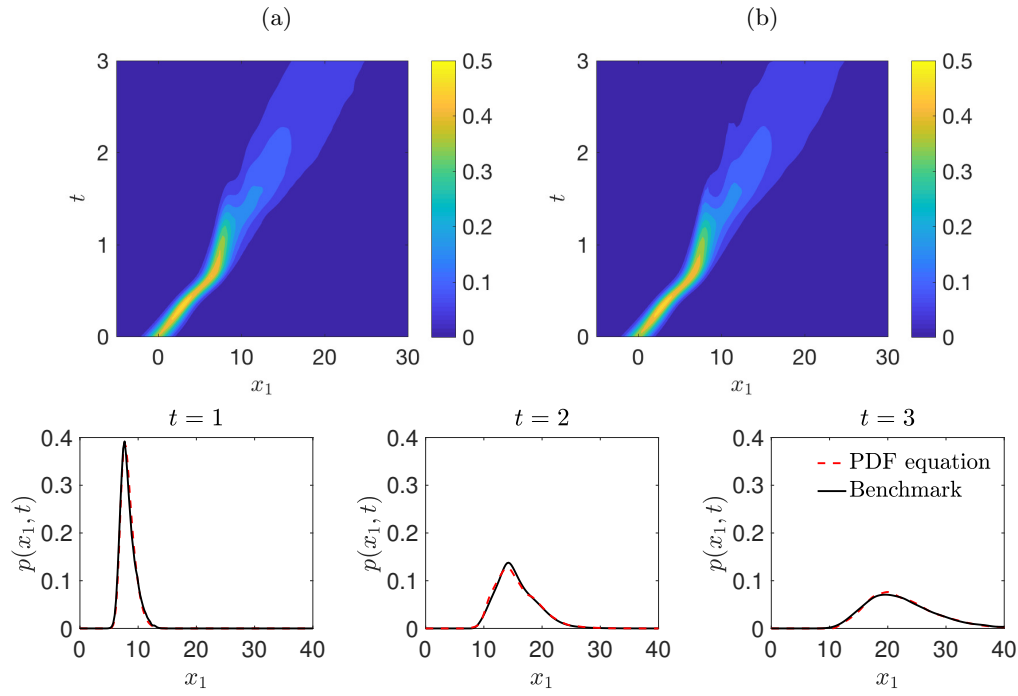 (a) (b)
3 0.5 3 0.5
0.4 0.4
2 2
t 0.3 t 0.3
1 0.2 1 0.2
0.1 0.1
0 0 0 0
0 10 20 30 0 10 20 30
x1 x1
t = 1 t = 2 t = 3
0.4 0.4 0.4
PDF equation
0.3 0.3 0.3
Benchmark
p(x1, t) 0.2 p(x1, t) 0.2 p(x1, t) 0.2
0.1 0.1 0.1
0 0 0
0 10 20 30 40 0 10 20 30 40 0 10 20 30 40
x1 x1 x1